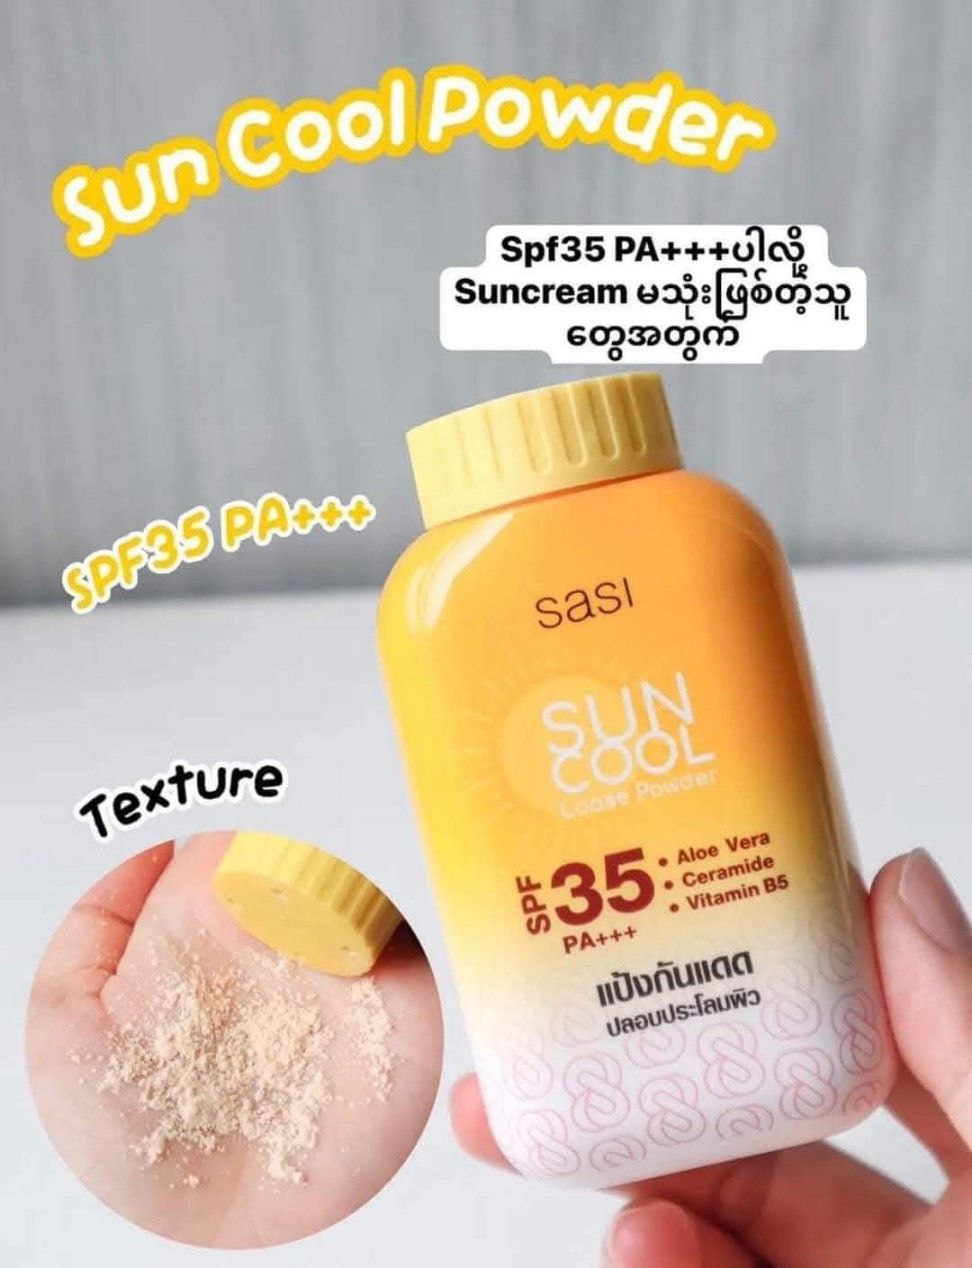 Sun Cool Powder
Spf35 PA+++ပါလို့
Suncream မသုံးဖြစ်တဲ့သူ
တွေအတွက်
SPF35 PA+++
sasi
SUN
COOL
Loose Powder
SPF 35
PA+++
• Aloe Vera
• Ceramide
• Vitamin B5
แป้งกันแดด
ปลอบประโลมผิว
Texture